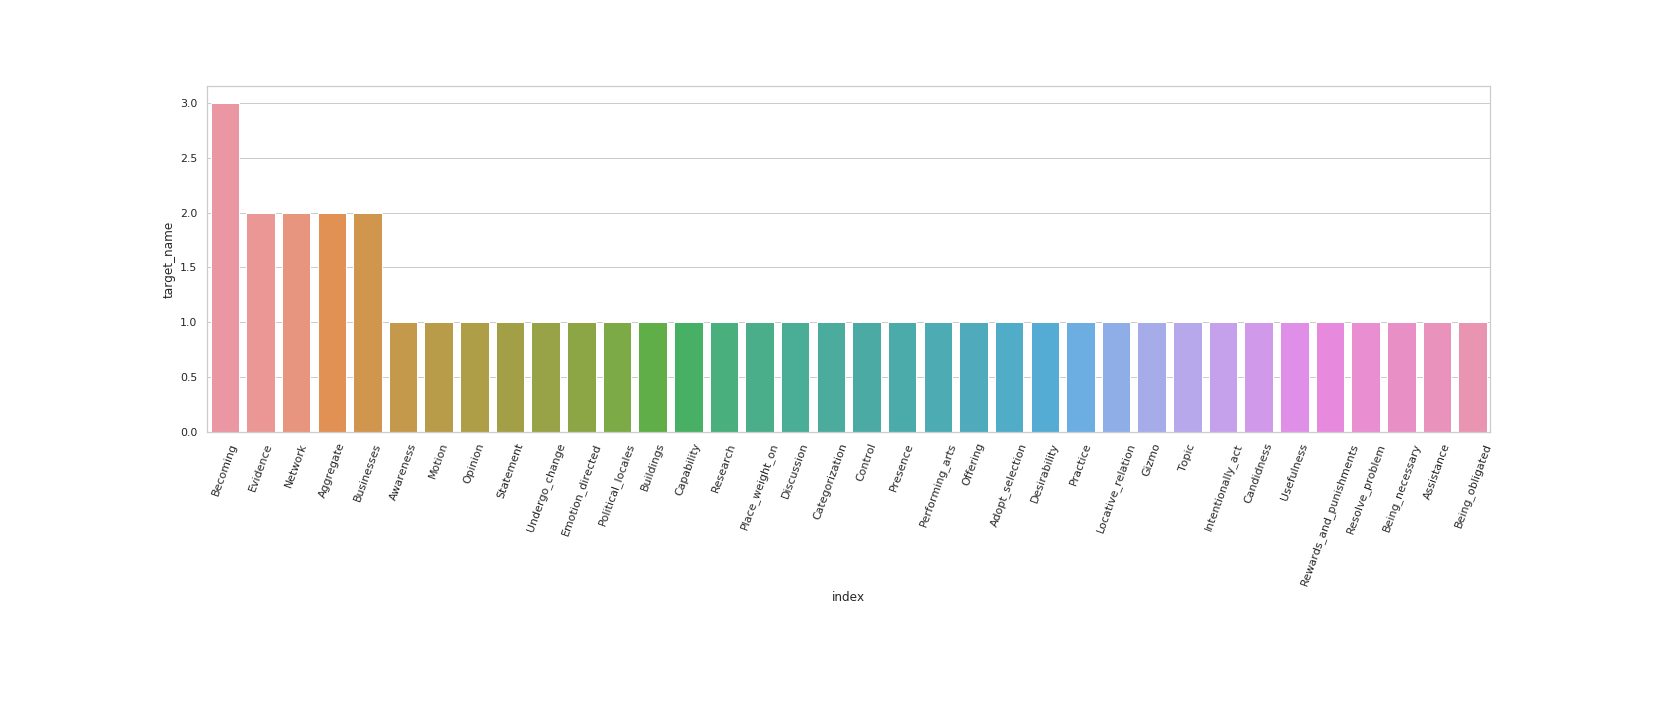 3.0
2.5
2.0
1.5
1.0
0.5
0.0
target_name
Becoming
Evidence
Network
Aggregate
Businesses
Awareness
Motion
Opinion
Statement
Undergo_change
Emotion_directed
Political_locales
Buildings
Capability
Research
Place_weight_on
Discussion
Categorization
Control
Presence
Performing_arts
Offering
Adopt_selection
Desirability
Practice
Locative_relation
Gizmo
Topic
Intentionally_act
Candidness
Usefulness
Rewards_and_punishments
Resolve_problem
Being_necessary
Assistance
Being_obligated
index